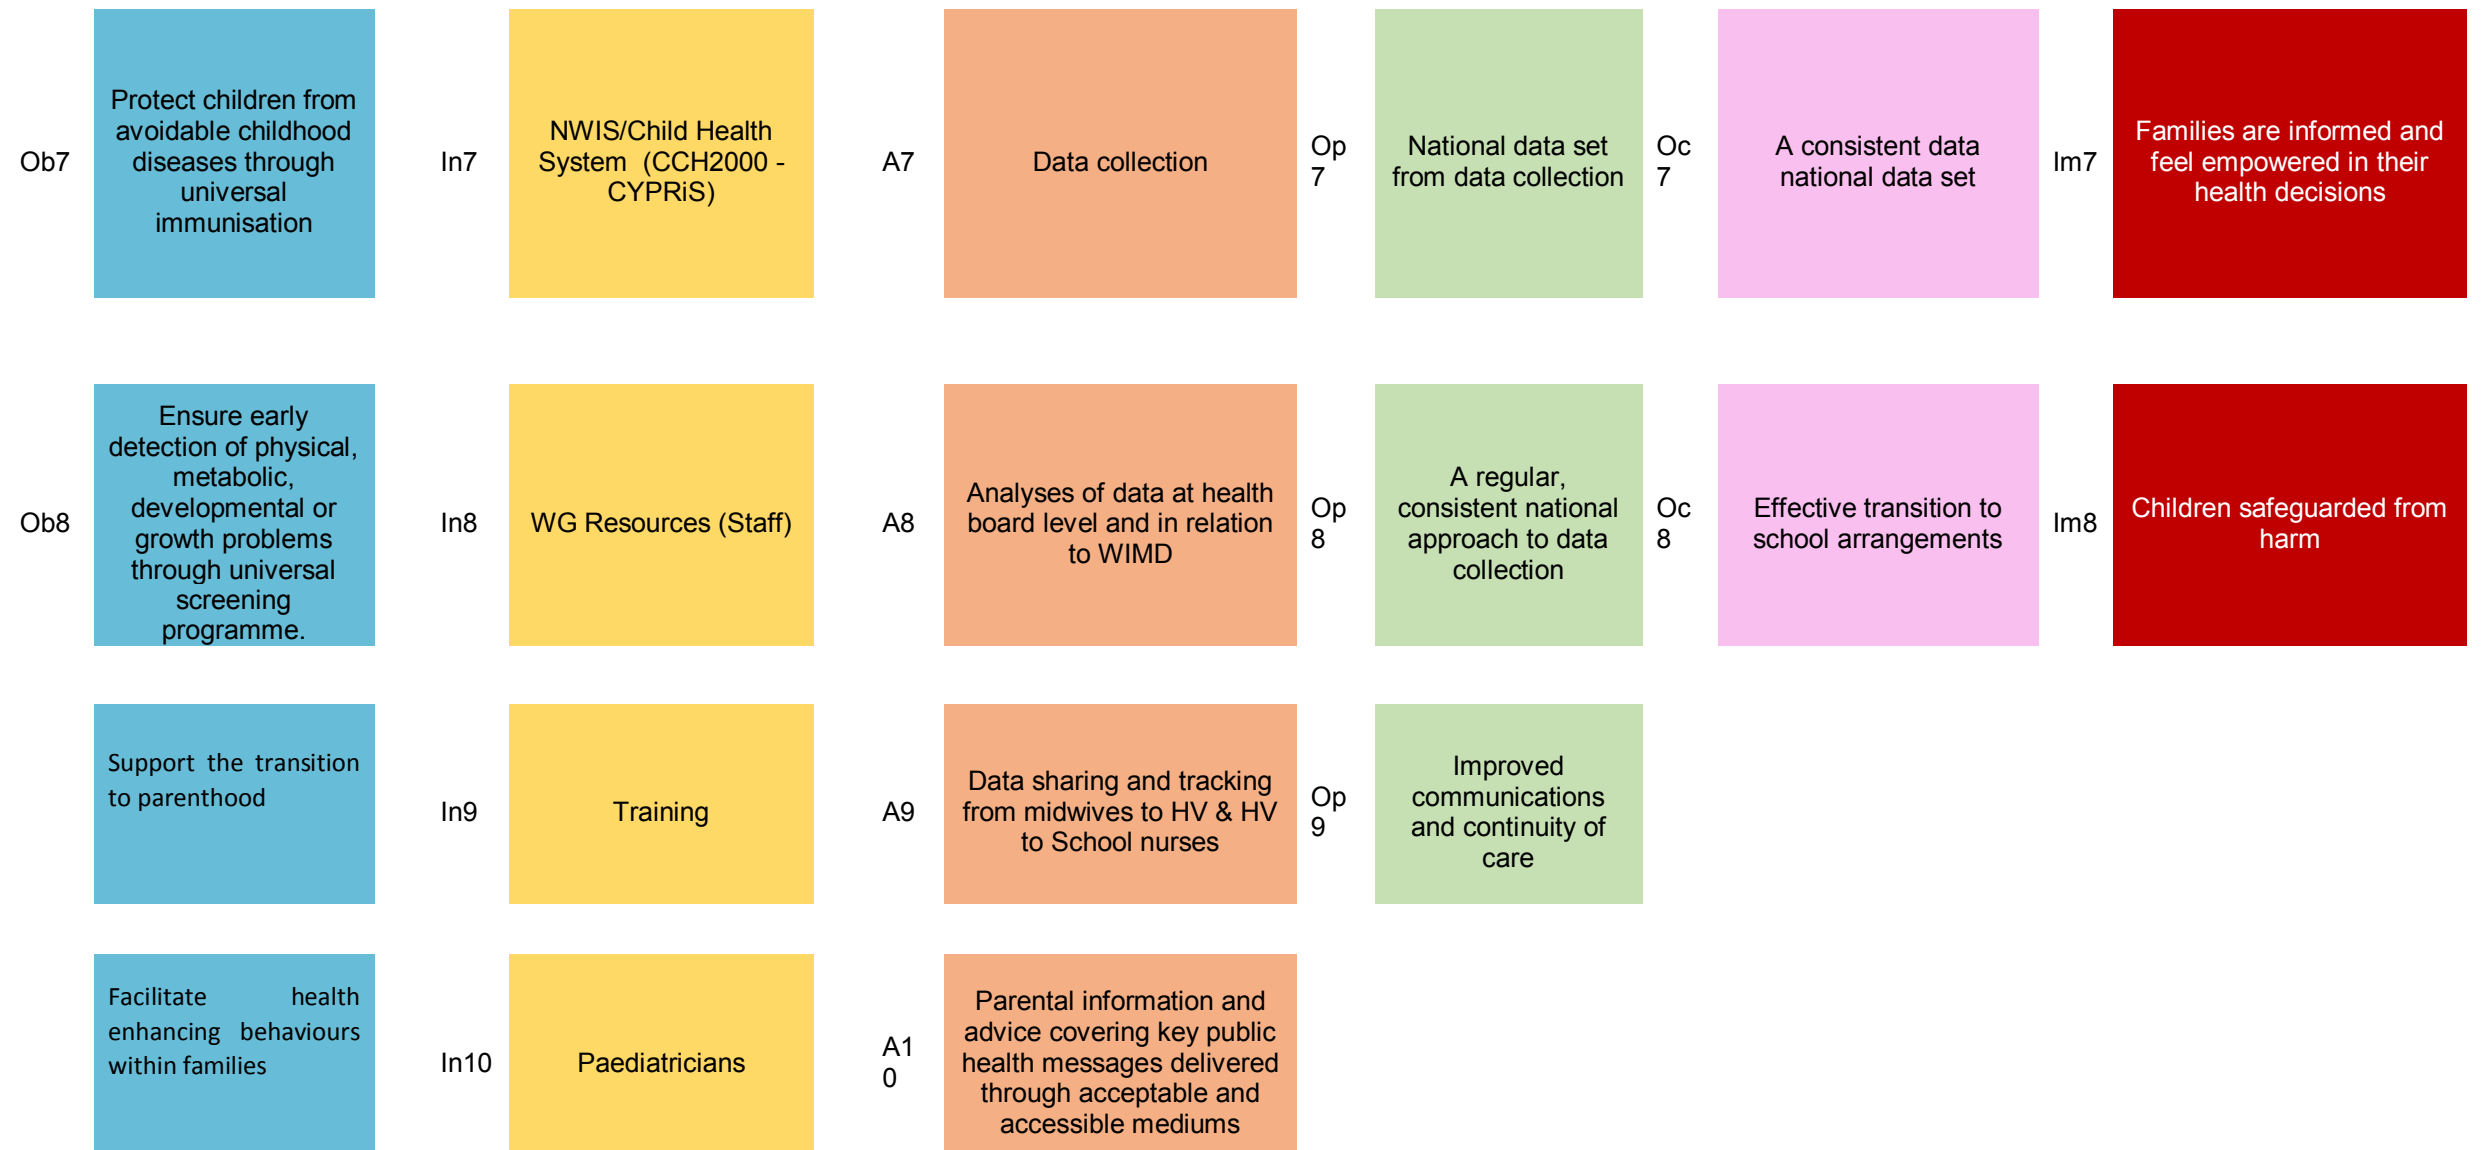 Ob7
Protect children from
avoidable childhood
diseases through
universal
immunisation
In7
NWIS/Child Health
System (CCH2000 -
CYPRiS)
A7
Data collection
Op
7
National data set
from data collection
Oc
7
A consistent data
national data set
Im7
Families are informed and
feel empowered in their
health decisions
Ob8
Ensure early
detection of physical,
metabolic,
developmental or
growth problems
through universal
screening
programme.
In8
WG Resources (Staff)
A8
Analyses of data at health
board level and in relation
to WIMD
Op
8
A regular,
consistent national
approach to data
collection
Oc
8
Effective transition to
school arrangements
Im8
Children safeguarded from
harm
Support the transition
to parenthood
In9
Training
A9
Data sharing and tracking
from midwives to HV & HV
to School nurses
Op
9
Improved
communications
and continuity of
care
Facilitate health
enhancing behaviours
within families
In10
Paediatricians
A1
0
Parental information and
advice covering key public
health messages delivered
through acceptable and
accessible mediums